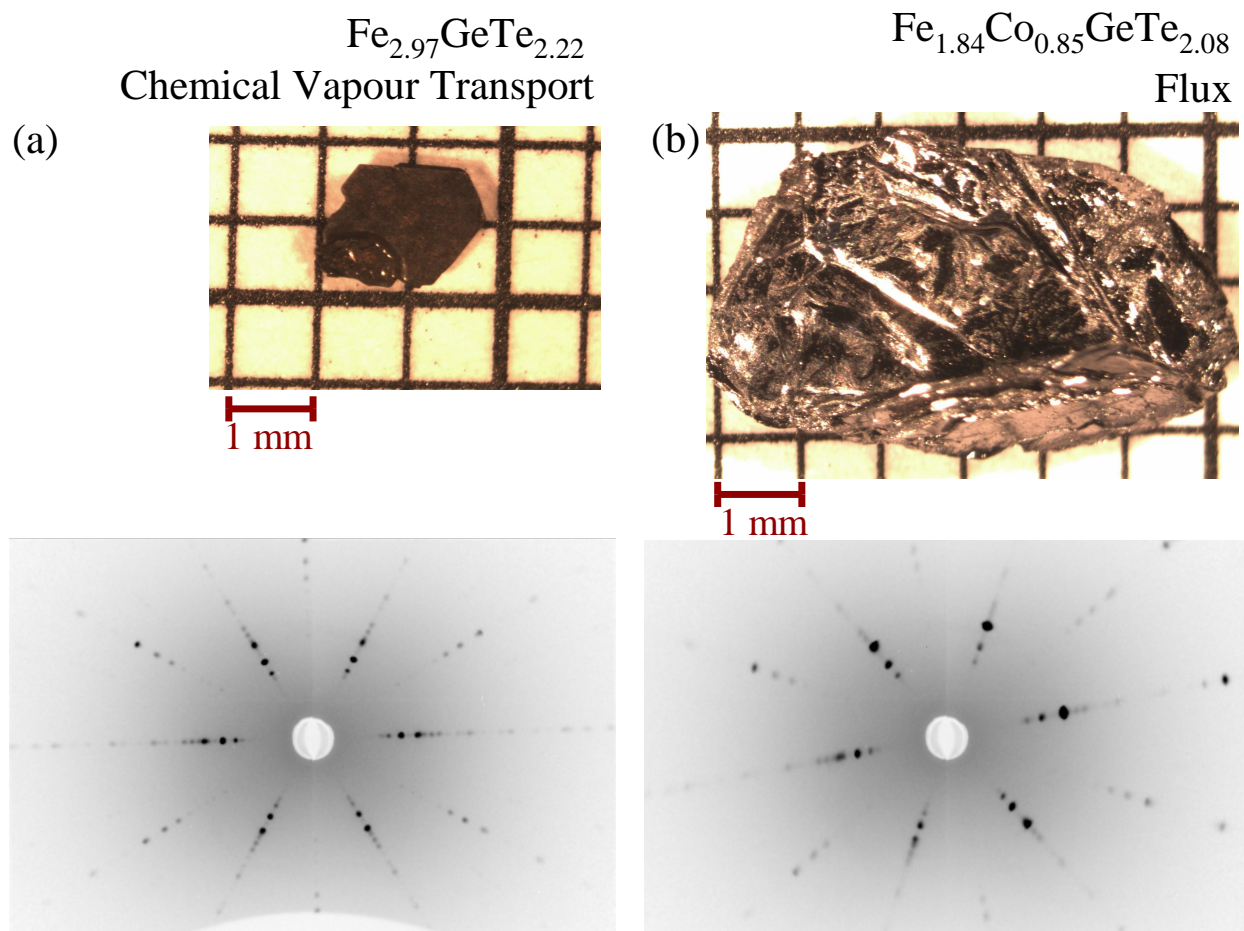 Fe₂.₉₇GeTe₂.₂₂
Chemical Vapour Transport
(a)
1 mm
Fe₁.₈₄Co₀.₈₅GeTe₂.₀₈
Flux
(b)
1 mm